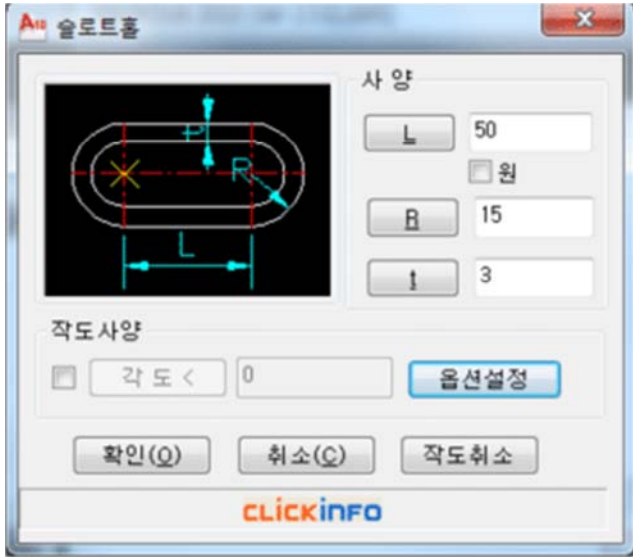 A10 슬로트홀
사 양
t
R
L
L 50
원
R 15
t 3
작도사양
각 도 < 0 옵션설정
확인(O) 취소(C) 작도취소
CLICKINFO